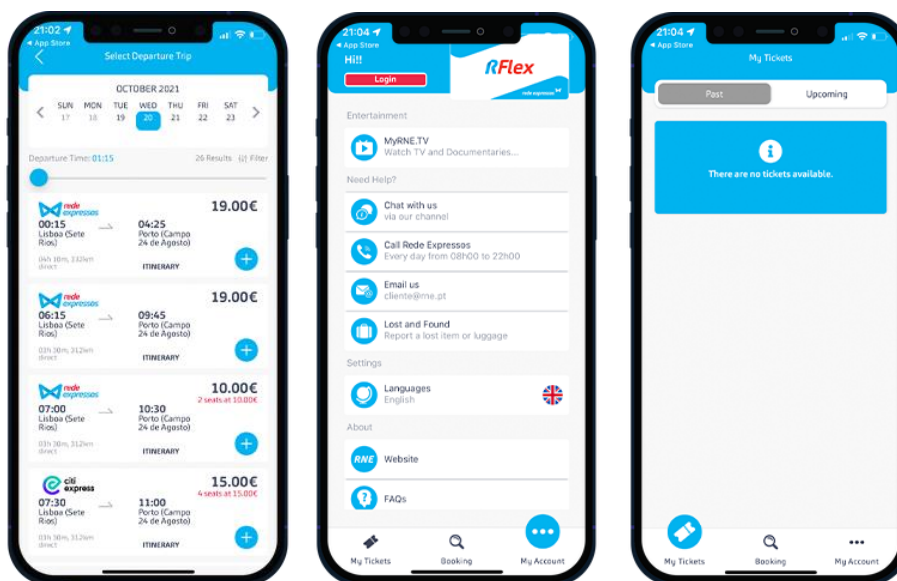 21:02
App Store
Select Departure Trip
OCTOBER 2021
SUN MON TUE WED THU FRI SAT
17 18 19 20 21 22 23
Departure Time: 01:15
26 Results Filter
rede expressos
19.00€
00:15
04:25
Lisboa (Sete Rios)
Porto (Campo 24 de Agosto)
04h 10m, 332km
direct
ITINERARY
rede expressos
19.00€
06:15
09:45
Lisboa (Sete Rios)
Porto (Campo 24 de Agosto)
03h 30m, 312km
direct
ITINERARY
rede expressos
10.00€
2 seats at 10.00€
07:00
10:30
Lisboa (Sete Rios)
Porto (Campo 24 de Agosto)
03h 30m, 312km
direct
ITINERARY
citi express
15.00€
4 seats at 15.00€
07:30
11:00
Lisboa (Sete Rios)
Porto (Campo 24 de Agosto)
03h 30m, 312km
direct
ITINERARY
21:04
App Store
Hi!!
Login
RFlex
rede expressos
Entertainment
MyRNE.TV
Watch TV and Documentaries...
Need Help?
Chat with us
via our channel
Call Rede Expressos
Every day from 08h00 to 22h00
Email us
cliente@rne.pt
Lost and Found
Report a lost item or luggage
Settings
Languages
English
About
RNE
Website
FAQs
My Tickets
Booking
My Account
21:04
App Store
My Tickets
Past
Upcoming
There are no tickets available.
My Tickets
Booking
My Account